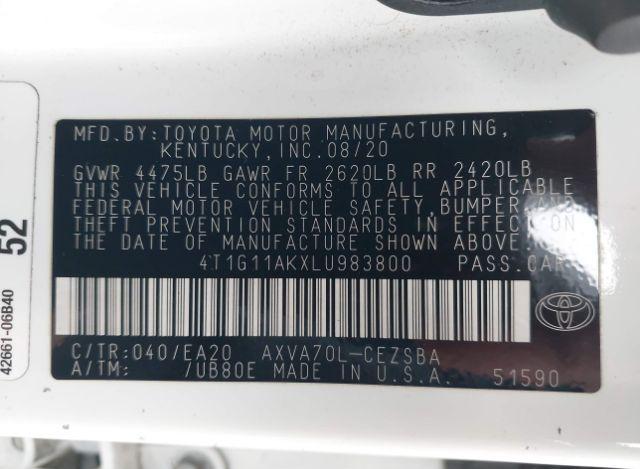 MFD.BY:TOYOTA MOTOR MANUFACTURING,
KENTUCKY,INC.08/20
GVWR 4475LB GAWR FR 2620LB RR 2420LB
THIS VEHICLE CONFORMS TO ALL APPLICABLE
FEDERAL MOTOR VEHICLE SAFETY,BUMPER,AND
THEFT PREVENTION STANDARDS IN EFFECT ON
THE DATE OF MANUFACTURE SHOWN ABOVE.
4T1G11AKXLU983800 PASS.CAR
C/TR:040/EA20 AXVA70L-CEZSBA
A/TM: /UB80E MADE IN U.S.A. 51590
52
42661-06B40